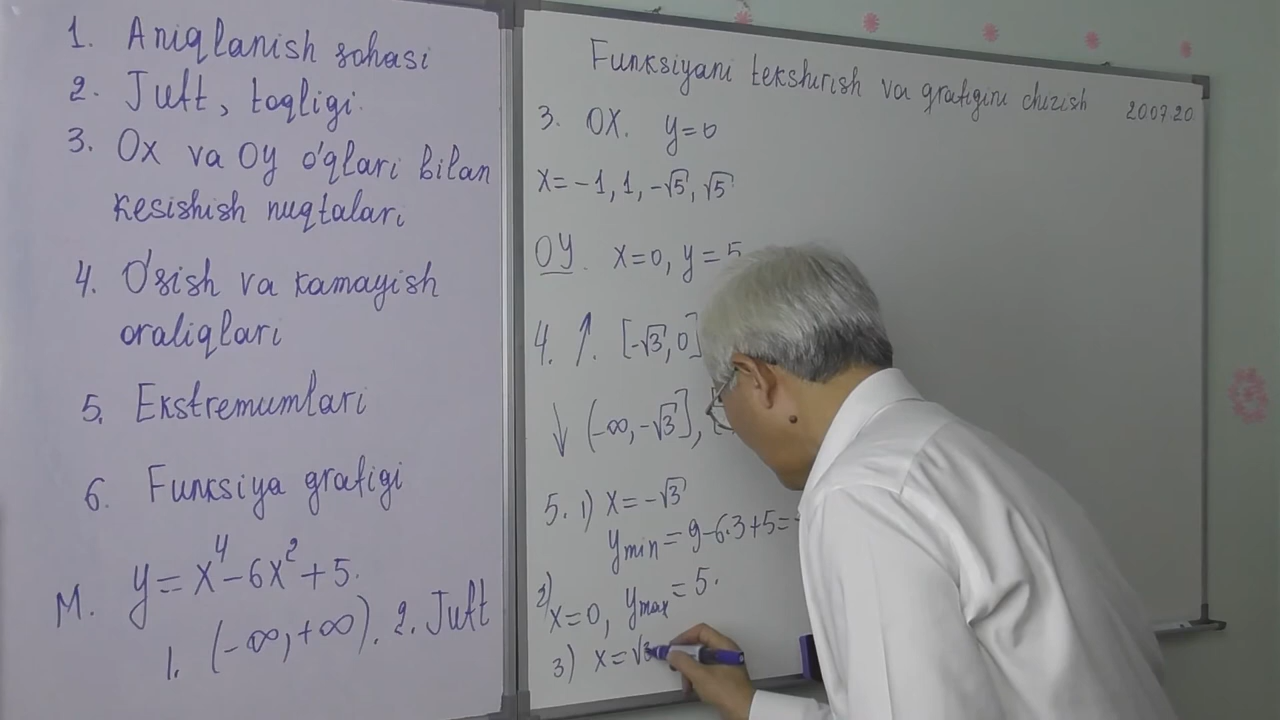 1. Aniqlanish sohasi
2. Juft, toqligi.
3. Ox va Oy o'qlari bilan
kesishish nuqtalari
4. O'sish va kamayish
oraliqlari
5. Ekstremumlari
6. Funksiya grafigi
M. y=x⁴-6x²+5.
1. (-∞,+∞). 2. Juft
Funksiyani tekshirish va grafigini chizish 20.07.20.
3. OX. y=0
x=-1,1,-√5,√5
OY. x=0, y=5
4. ↑. [-√3,0]
↓ (-∞,-√3], [
5. 1) x=-√3
ymin=9-6·3+5=
2) x=0, ymax=5.
3) x=√3